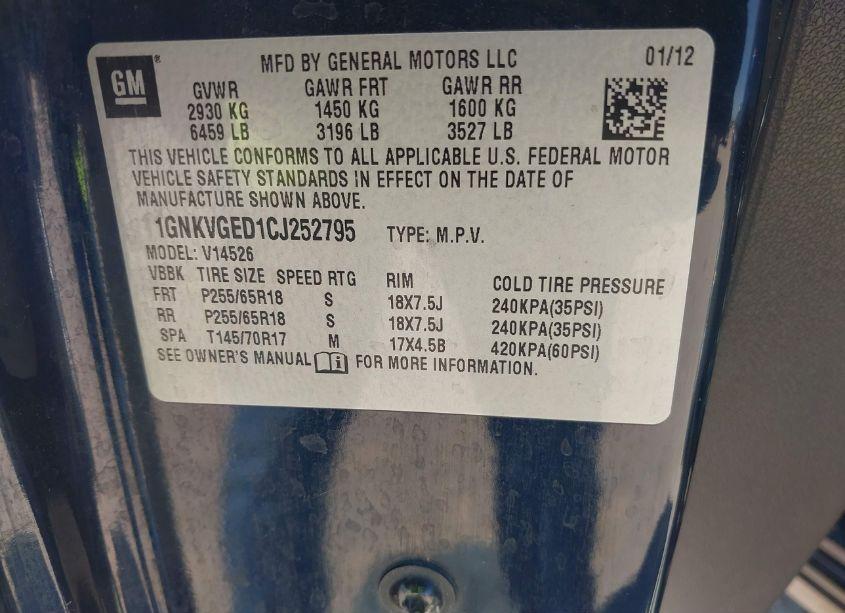 GM
MFD BY GENERAL MOTORS LLC 01/12
GVWR GAWR FRT GAWR RR
2930 KG 1450 KG 1600 KG
6459 LB 3196 LB 3527 LB
THIS VEHICLE CONFORMS TO ALL APPLICABLE U.S. FEDERAL MOTOR
VEHICLE SAFETY STANDARDS IN EFFECT ON THE DATE OF
MANUFACTURE SHOWN ABOVE.
1GNKVGED1CJ252795 TYPE: M.P.V.
MODEL: V14526
VBBK TIRE SIZE SPEED RTG RIM COLD TIRE PRESSURE
FRT P255/65R18 S 18X7.5J 240KPA(35PSI)
RR P255/65R18 S 18X7.5J 240KPA(35PSI)
SPA T145/70R17 M 17X4.5B 420KPA(60PSI)
SEE OWNER'S MANUAL i FOR MORE INFORMATION.